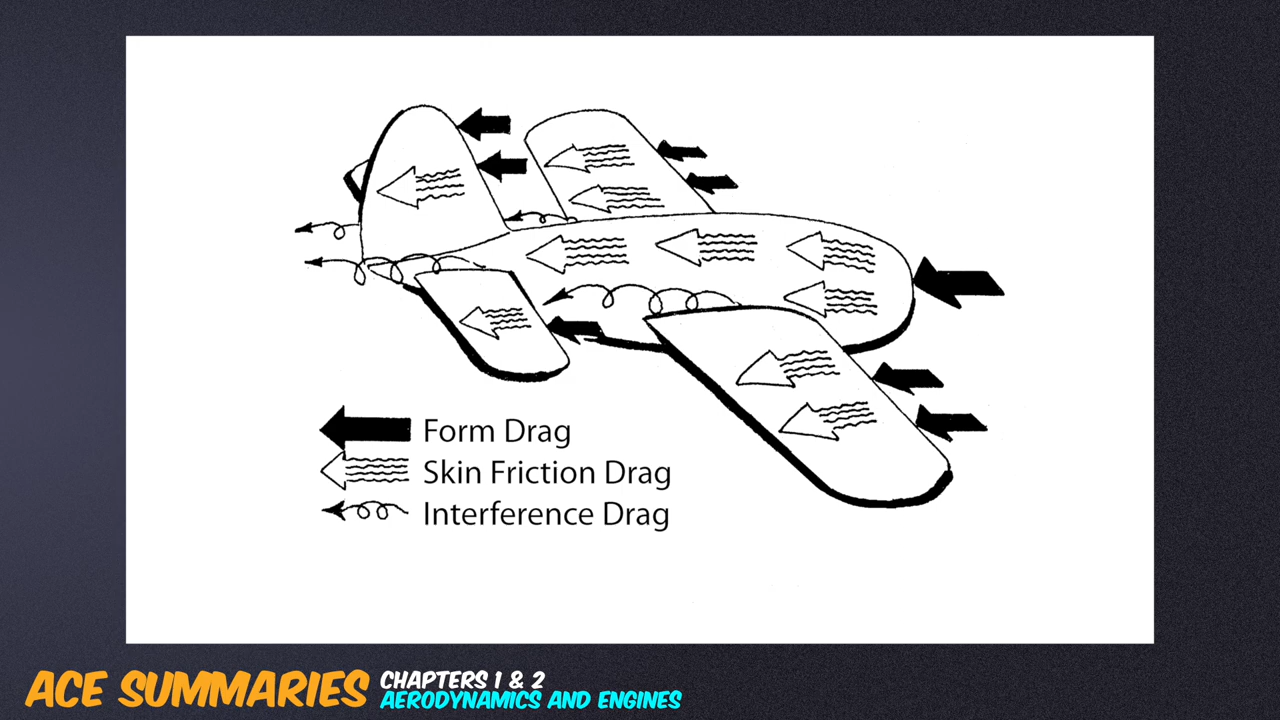 Form Drag
Skin Friction Drag
Interference Drag
ACE SUMMARIES
CHAPTERS 1 & 2
AERODYNAMICS AND ENGINES